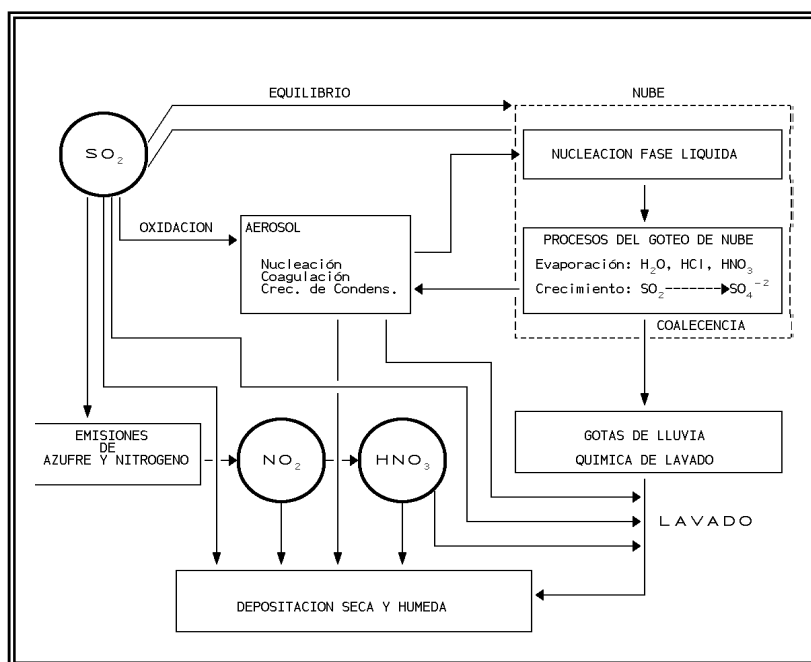 EQUILIBRIO
NUBE
SO₂
NUCLEACION FASE LIQUIDA
OXIDACION
AEROSOL
Nucleación
Coagulación
Crec. de Condens.
PROCESOS DEL GOTEO DE NUBE
Evaporación: H₂O, HCl, HNO₃
Crecimiento: SO₂ -------▶SO₄⁻²
COALECENCIA
EMISIONES
DE
AZUFRE Y NITROGENO
NO₂
HNO₃
GOTAS DE LLUVIA
QUIMICA DE LAVADO
LAVADO
DEPOSITACION SECA Y HUMEDA